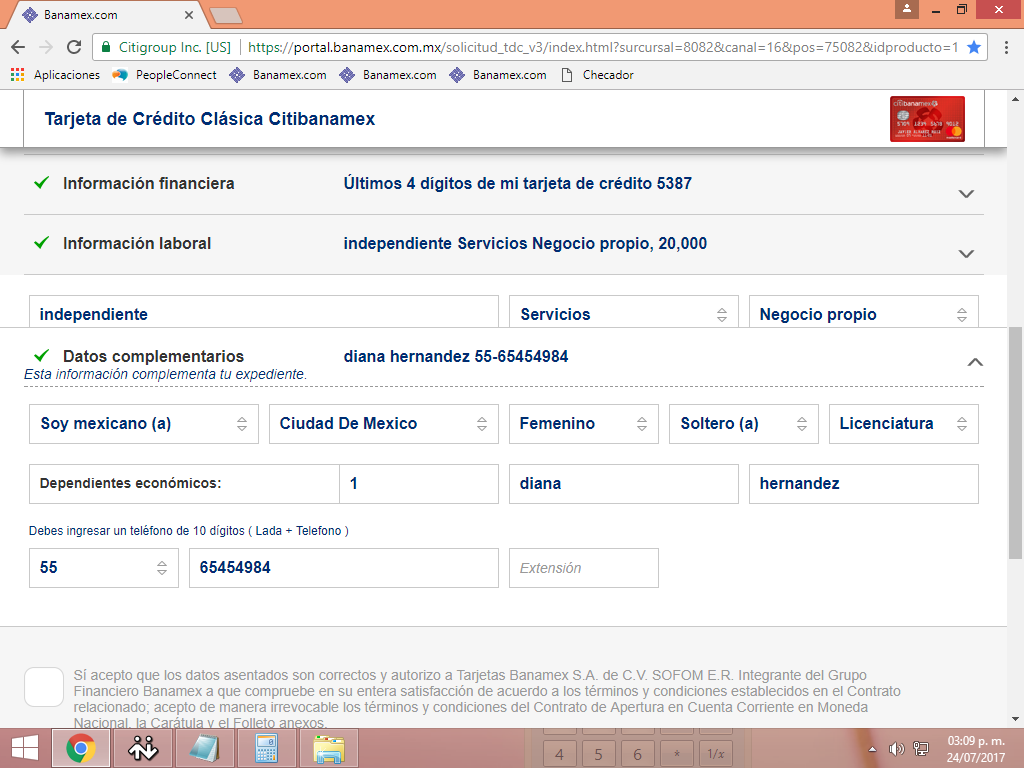 Banamex.com
Citigroup Inc. [US] https://portal.banamex.com.mx/solicitud_tdc_v3/index.html?surcursal=8082&canal=16&pos=75082&idproducto=1
Aplicaciones PeopleConnect Banamex.com Banamex.com Banamex.com Checador
Tarjeta de Crédito Clásica Citibanamex
citibanamex
Información financiera Últimos 4 dígitos de mi tarjeta de crédito 5387
Información laboral independiente Servicios Negocio propio, 20,000
independiente Servicios Negocio propio
Datos complementarios diana hernandez 55-65454984
Esta información complementa tu expediente.
Soy mexicano (a) Ciudad De Mexico Femenino Soltero (a) Licenciatura
Dependientes económicos: 1 diana hernandez
Debes ingresar un teléfono de 10 dígitos ( Lada + Telefono )
55 65454984 Extensión
Sí acepto que los datos asentados son correctos y autorizo a Tarjetas Banamex S.A. de C.V. SOFOM E.R. Integrante del Grupo
Financiero Banamex a que compruebe en su entera satisfacción de acuerdo a los términos y condiciones establecidos en el Contrato
relacionado; acepto de manera irrevocable los términos y condiciones del Contrato de Apertura en Cuenta Corriente en Moneda
Nacional, la Carátula y el Folleto anexos.
4 5 6 * 1/x
03:09 p. m.
24/07/2017